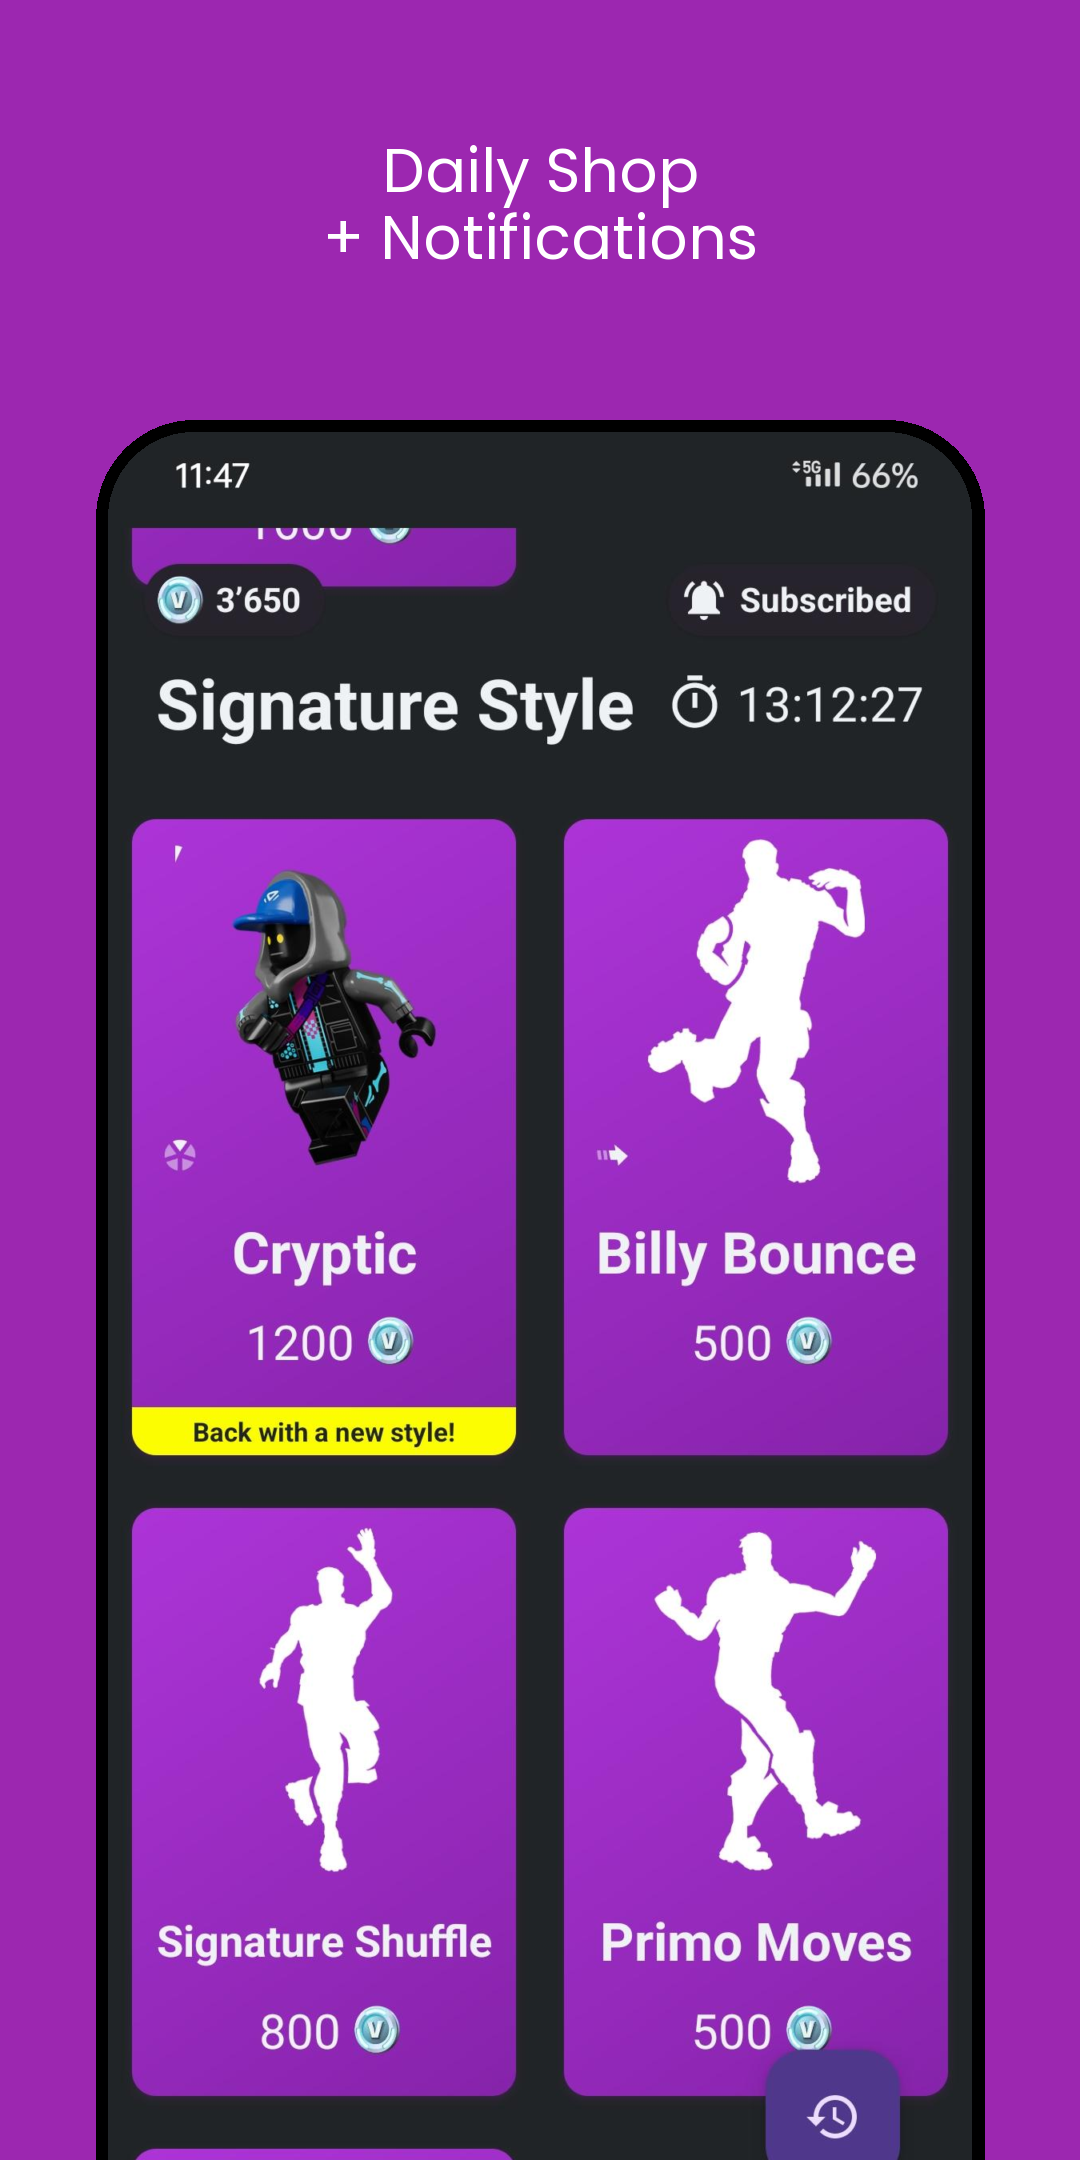 Daily Shop
+ Notifications
11:47
5G 66%
3’650
Subscribed
Signature Style
13:12:27
Cryptic
1200
Back with a new style!
Billy Bounce
500
Signature Shuffle
800
Primo Moves
500